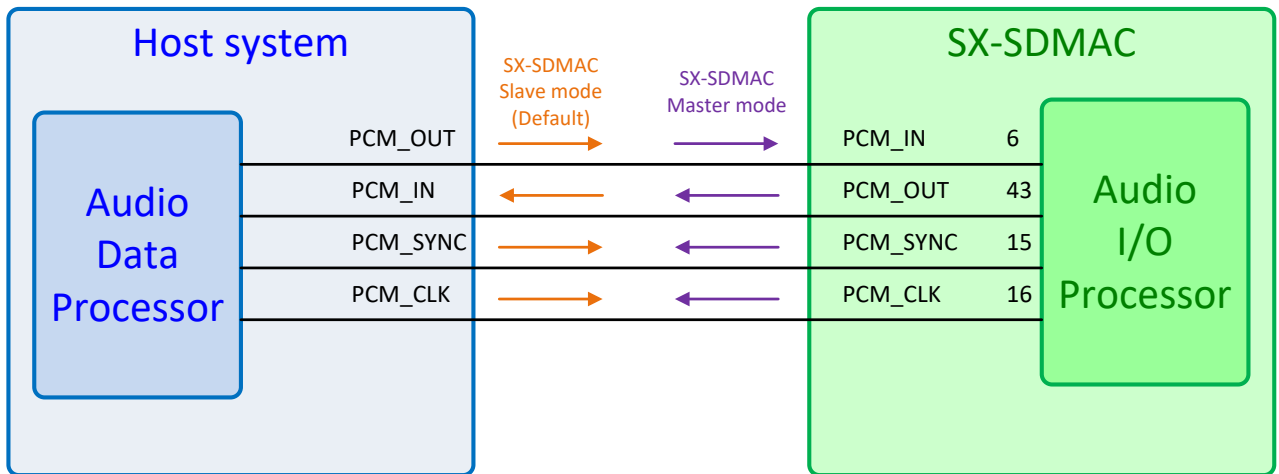 Host system
SX-SDMAC
SX-SDMAC
Slave mode
(Default)
SX-SDMAC
Master mode
PCM_OUT
PCM_IN 6
PCM_IN
PCM_OUT 43
PCM_SYNC
PCM_SYNC 15
PCM_CLK
PCM_CLK 16
Audio
Data
Processor
Audio
I/O
Processor